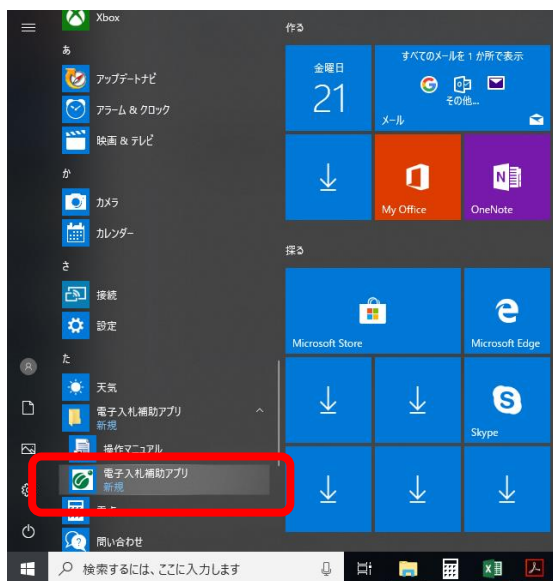 Xbox
あ
アップデートナビ
アラーム & クロック
映画 & テレビ
か
カメラ
カレンダー
さ
接続
設定
た
天気
電子入札補助アプリ
新規
操作マニュアル
電子入札補助アプリ
新規
問い合わせ
作る
金曜日
21
すべてのメールを 1 か所で表示
その他...
メール
My Office
OneNote
探る
Microsoft Store
Microsoft Edge
Skype
検索するには、ここに入力します